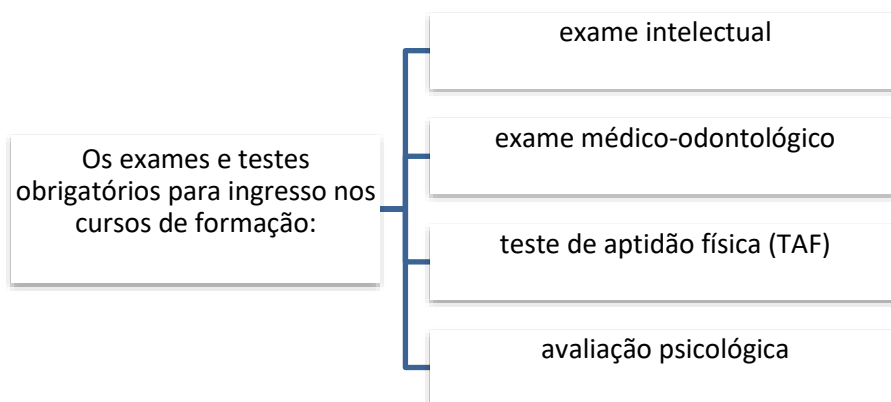 Os exames e testes
obrigatórios para ingresso nos
cursos de formação:
exame intelectual
exame médico-odontológico
teste de aptidão física (TAF)
avaliação psicológica